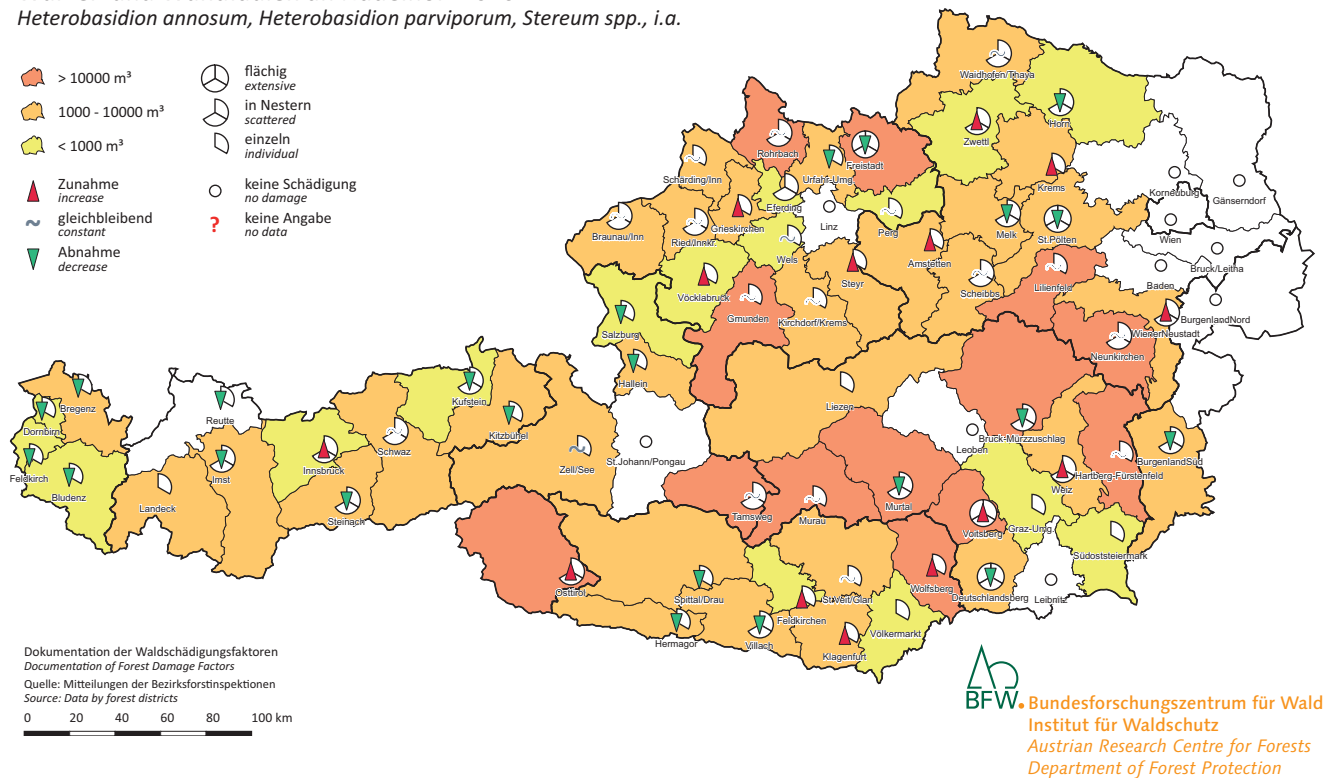 Heterobasidion annosum, Heterobasidion parviporum, Stereum spp., i.a.
> 10000 m³
1000 - 10000 m³
< 1000 m³
Zunahme
increase
gleichbleibend
constant
Abnahme
decrease
flächig
extensive
in Nestern
scattered
einzeln
individual
keine Schädigung
no damage
? keine Angabe
no data
Waidhofen/Thaya
Horn
Zwettl
Rohrbach
Freistadt
Urfahr-Umg.
Schärding/Inn
Krems
Korneuburg
Gänserndorf
Eferding
Perg
Linz
Grieskirchen
Braunau/Inn
Ried/Innkr.
Melk
St.Pölten
Wien
Wels
Amstetten
Bruck/Leitha
Steyr
Scheibbs
Lilienfeld
Baden
Vöcklabruck
Gmunden
Kirchdorf/Krems
BurgenlandNord
WienerNeustadt
Salzburg
Neunkirchen
Hallein
Kufstein
Bregenz
Liezen
Reutte
Dornbirn
Kitzbühel
Bruck-Mürzzuschlag
Leoben
Schwaz
Zell/See
St.Johann/Pongau
BurgenlandSüd
Innsbruck
Hartberg-Fürstenfeld
Feldkirch
Imst
Weiz
Bludenz
Landeck
Steinach
Tamsweg
Murau
Murtal
Voitsberg
Graz-Umg.
Südoststeiermark
Osttirol
Spittal/Drau
St.Veit/Glan
Wolfsberg
Deutschlandsberg
Leibnitz
Feldkirchen
Völkermarkt
Hermagor
Villach
Klagenfurt
Dokumentation der Waldschädigungsfaktoren
Documentation of Forest Damage Factors
Quelle: Mitteilungen der Bezirksforstinspektionen
Source: Data by forest districts
0 20 40 60 80 100 km
BFW
Bundesforschungszentrum für Wald
Institut für Waldschutz
Austrian Research Centre for Forests
Department of Forest Protection